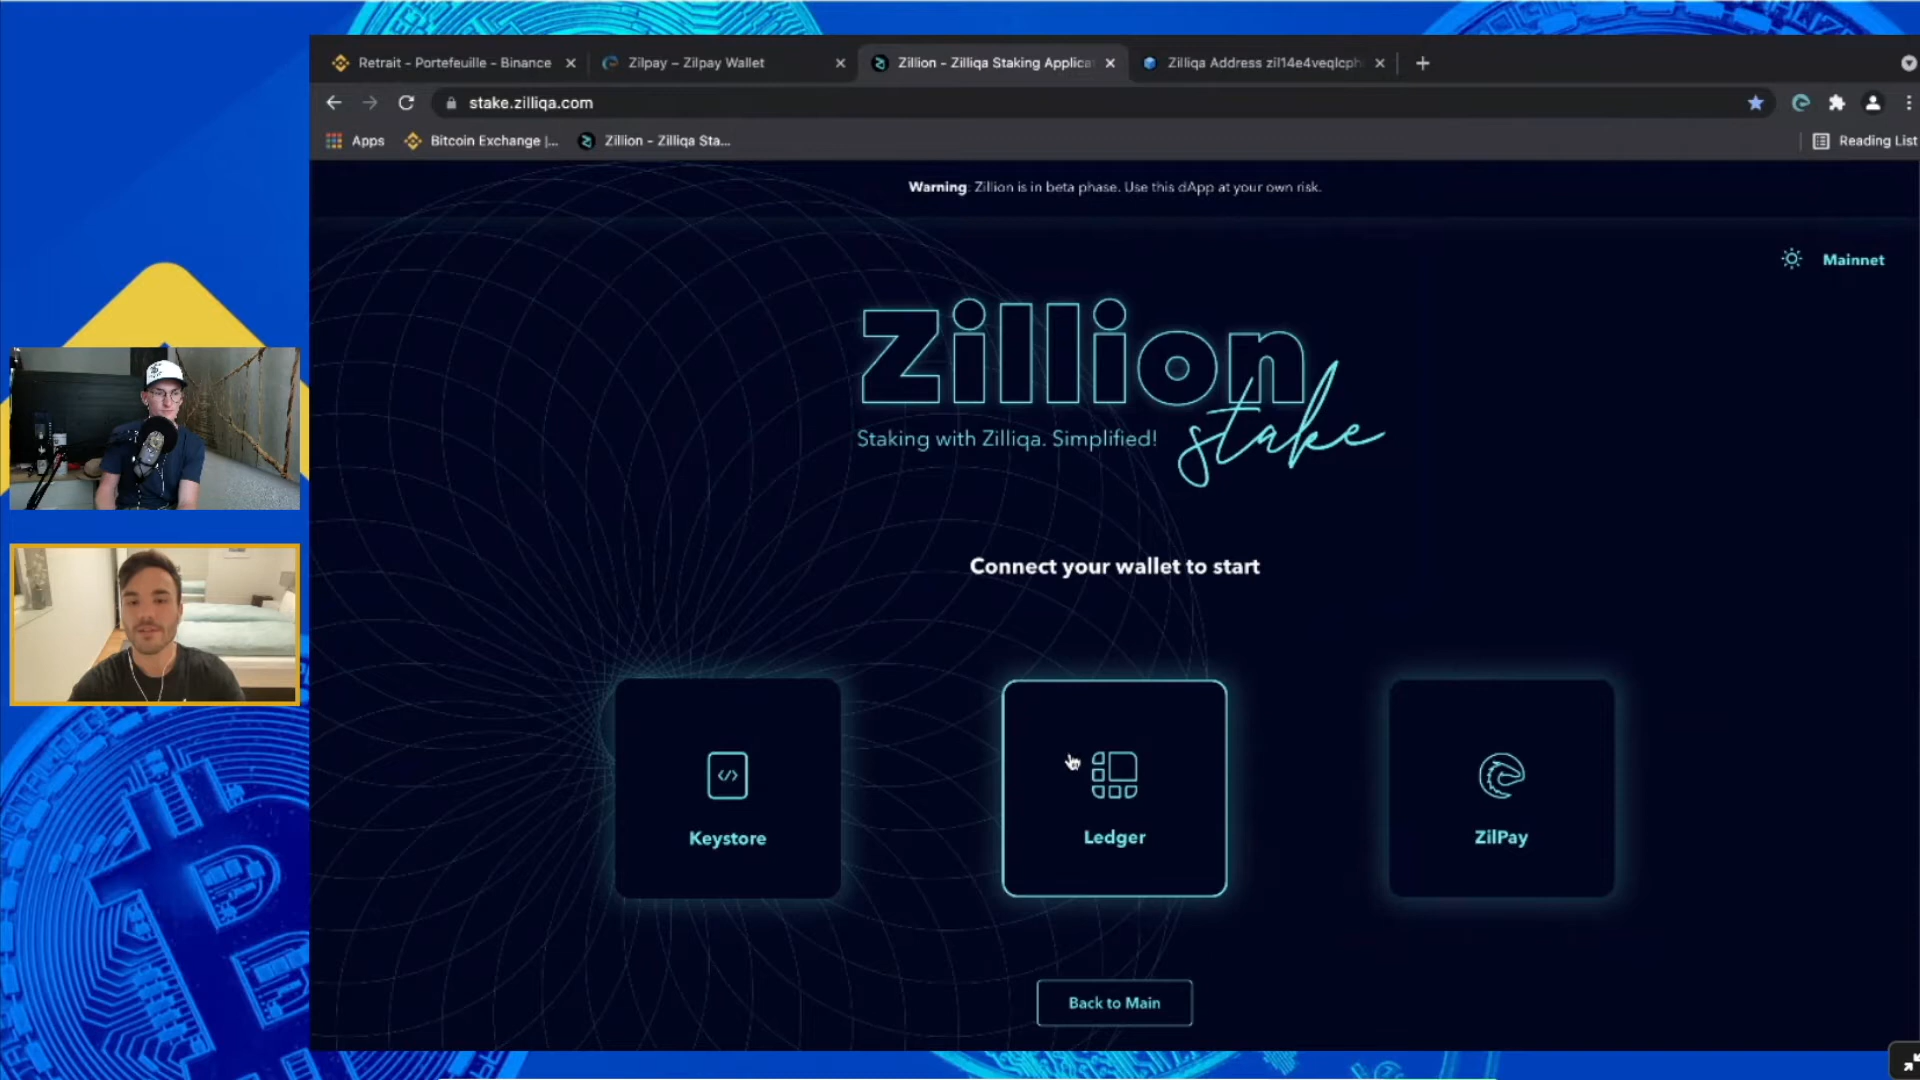 Retrait - Portefeuille - Binance
Zilpay – Zilpay Wallet
Zillion - Zilliqa Staking Applica
Zilliqa Address zil14e4veqlcph
stake.zilliqa.com
Apps
Bitcoin Exchange |...
Zillion - Zilliqa Sta...
Reading List
Warning: Zillion is in beta phase. Use this dApp at your own risk.
Mainnet
Zillion
stake
Staking with Zilliqa. Simplified!
Connect your wallet to start
Keystore
Ledger
ZilPay
Back to Main